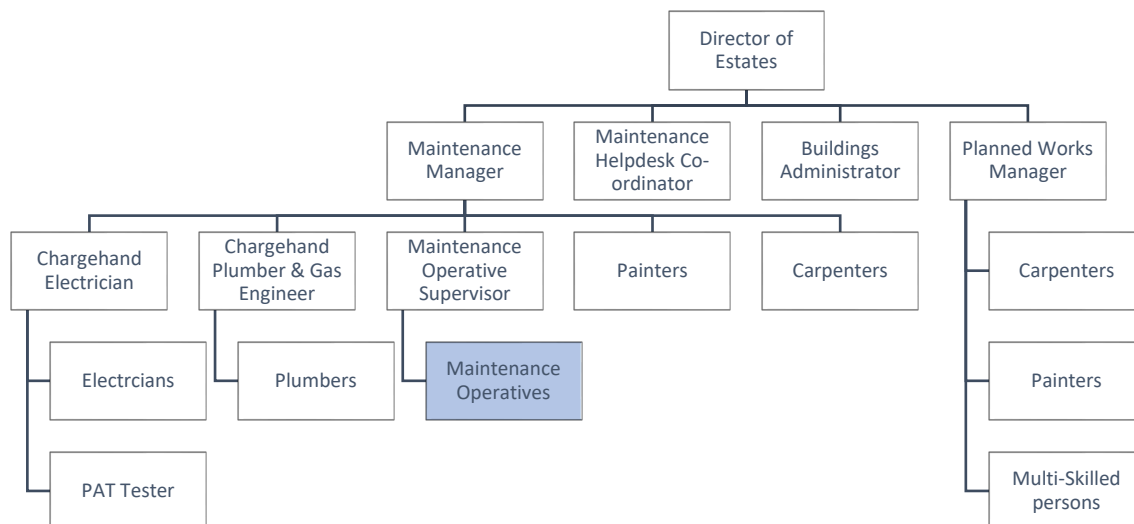 Director of
Estates
Maintenance
Manager
Maintenance
Helpdesk Co-
ordinator
Buildings
Administrator
Planned Works
Manager
Chargehand
Electrician
Chargehand
Plumber & Gas
Engineer
Maintenance
Operative
Supervisor
Painters
Carpenters
Carpenters
Electrcians
Plumbers
Maintenance
Operatives
Painters
PAT Tester
Multi-Skilled
persons